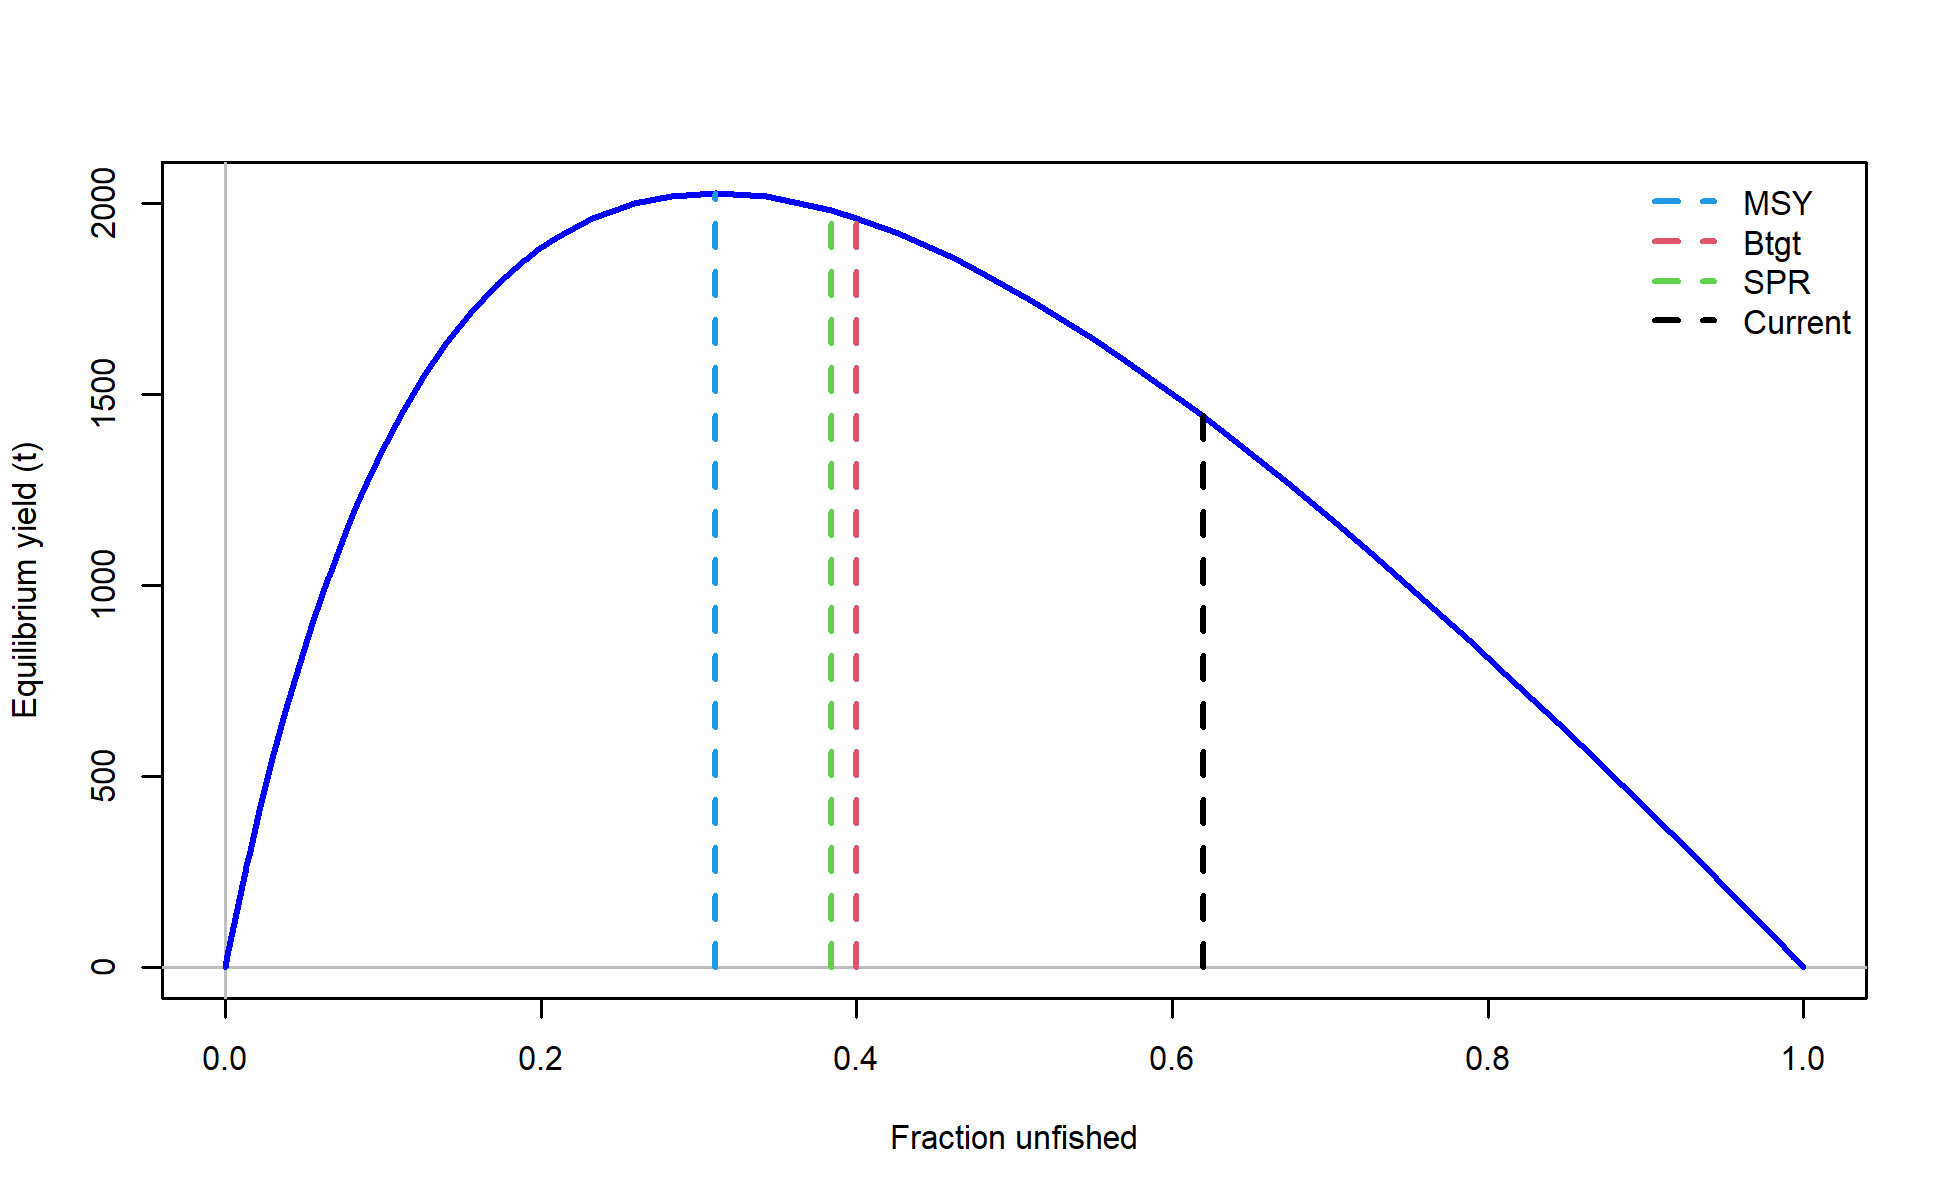 Equilibrium yield (t)
2000
1500
1000
500
0
MSY
Btgt
SPR
Current
0.0 0.2 0.4 0.6 0.8 1.0
Fraction unfished